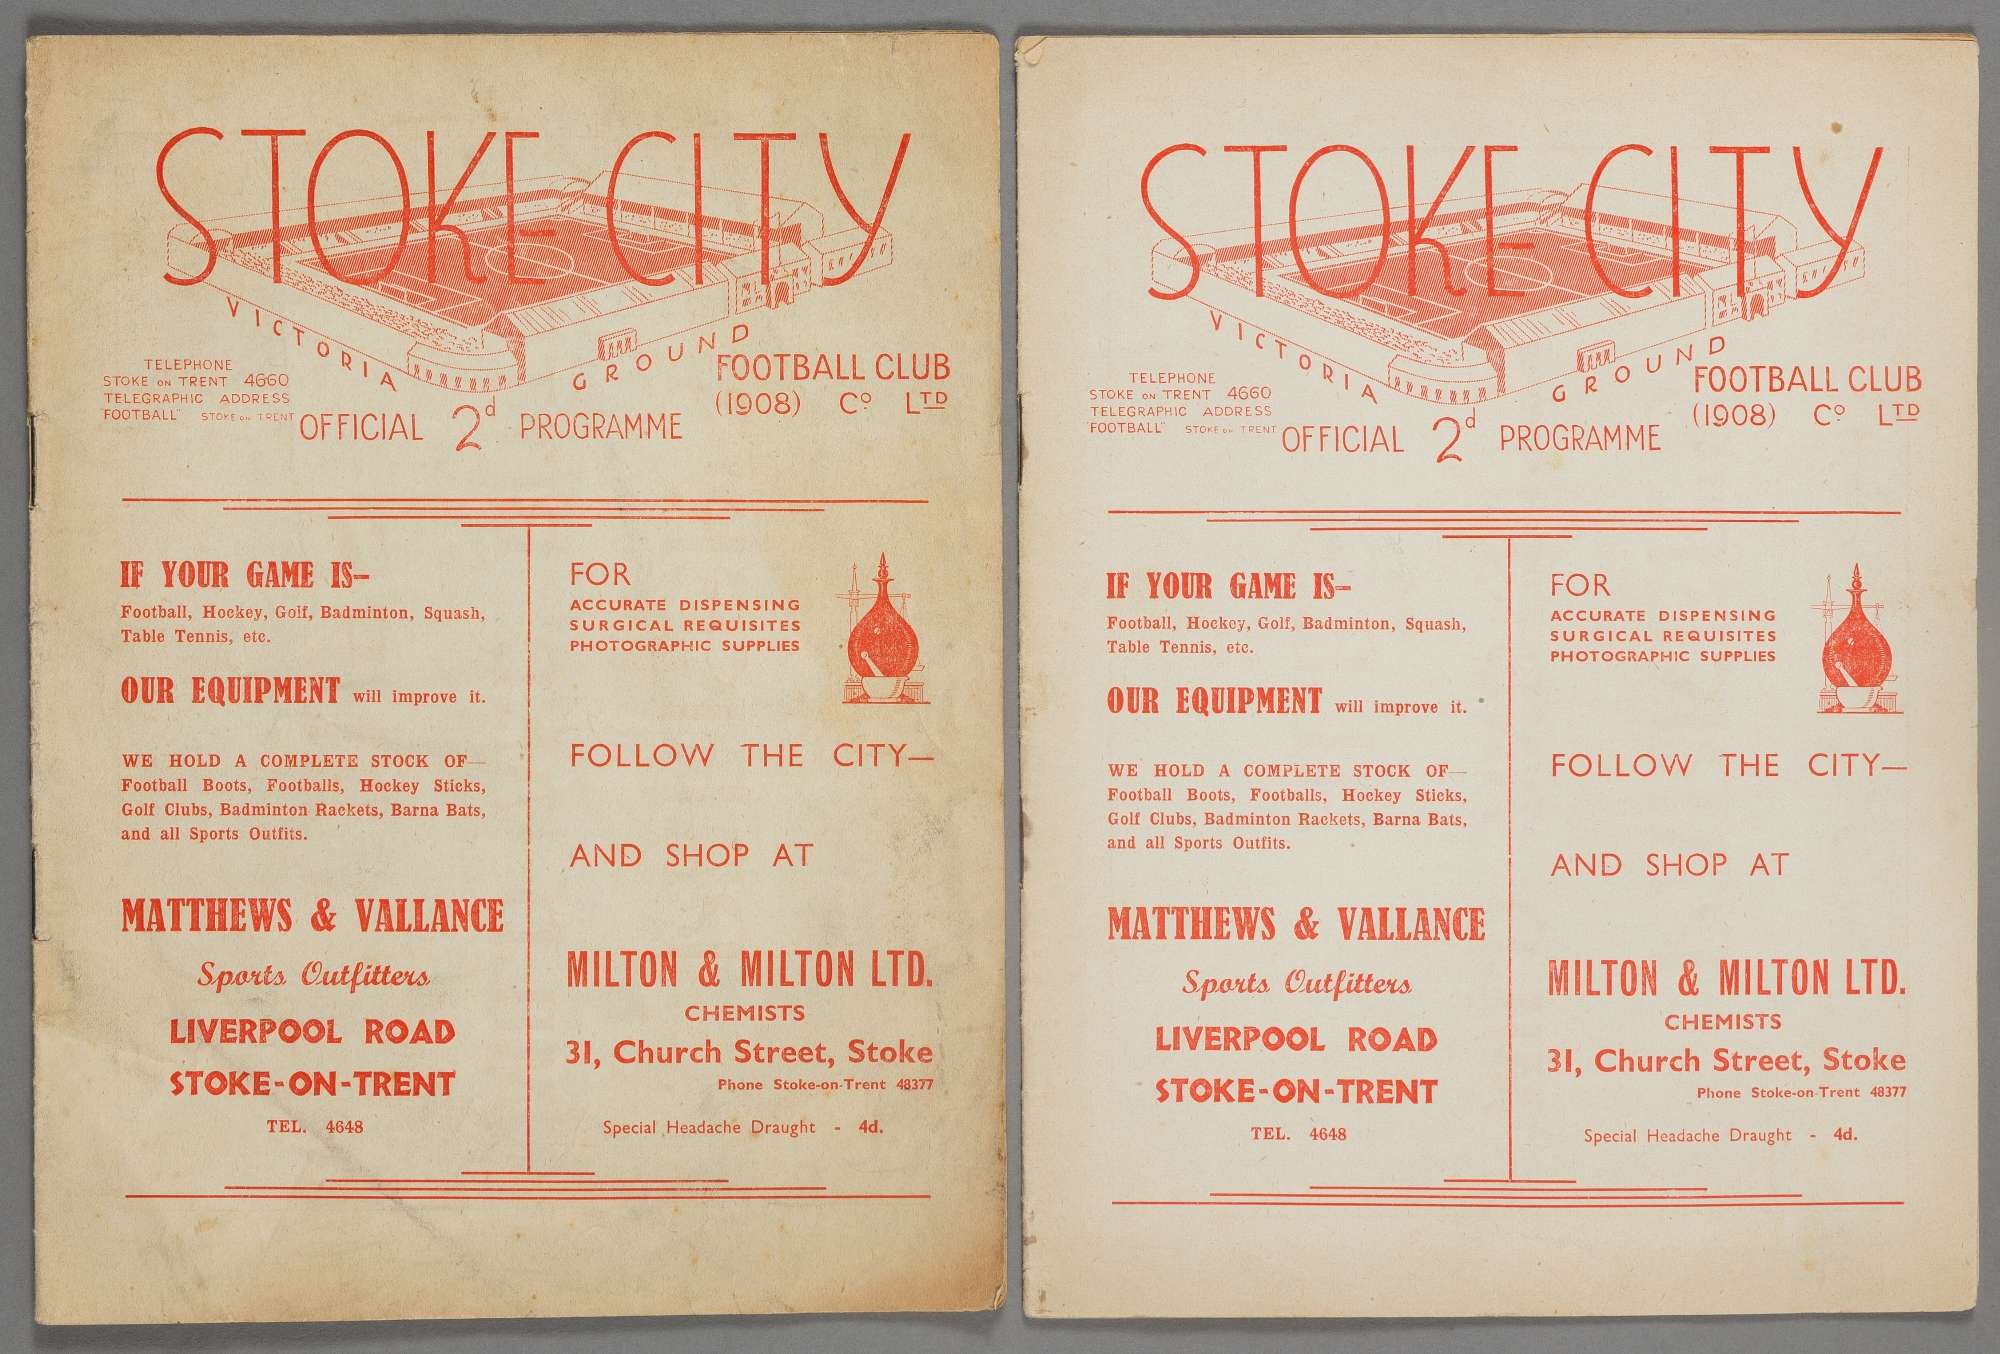 STOKE CITY
VICTORIA GROUND
TELEPHONE
STOKE ON TRENT 4660
TELEGRAPHIC ADDRESS
"FOOTBALL" STOKE ON TRENT
FOOTBALL CLUB
(1908) Cº LTD
OFFICIAL 2d PROGRAMME
IF YOUR GAME IS—
Football, Hockey, Golf, Badminton, Squash,
Table Tennis, etc.
OUR EQUIPMENT will improve it.
WE HOLD A COMPLETE STOCK OF—
Football Boots, Footballs, Hockey Sticks,
Golf Clubs, Badminton Rackets, Barna Bats,
and all Sports Outfits.
MATTHEWS & VALLANCE
Sports Outfitters
LIVERPOOL ROAD
STOKE-ON-TRENT
TEL. 4648
FOR
ACCURATE DISPENSING
SURGICAL REQUISITES
PHOTOGRAPHIC SUPPLIES
FOLLOW THE CITY—
AND SHOP AT
MILTON & MILTON LTD.
CHEMISTS
31, Church Street, Stoke
Phone Stoke-on-Trent 48377
Special Headache Draught - 4d.
STOKE CITY
VICTORIA GROUND
TELEPHONE
STOKE ON TRENT 4660
TELEGRAPHIC ADDRESS
"FOOTBALL" STOKE ON TRENT
FOOTBALL CLUB
(1908) Cº LTD
OFFICIAL 2d PROGRAMME
IF YOUR GAME IS—
Football, Hockey, Golf, Badminton, Squash,
Table Tennis, etc.
OUR EQUIPMENT will improve it.
WE HOLD A COMPLETE STOCK OF—
Football Boots, Footballs, Hockey Sticks,
Golf Clubs, Badminton Rackets, Barna Bats,
and all Sports Outfits.
MATTHEWS & VALLANCE
Sports Outfitters
LIVERPOOL ROAD
STOKE-ON-TRENT
TEL. 4648
FOR
ACCURATE DISPENSING
SURGICAL REQUISITES
PHOTOGRAPHIC SUPPLIES
FOLLOW THE CITY—
AND SHOP AT
MILTON & MILTON LTD.
CHEMISTS
31, Church Street, Stoke
Phone Stoke-on-Trent 48377
Special Headache Draught - 4d.